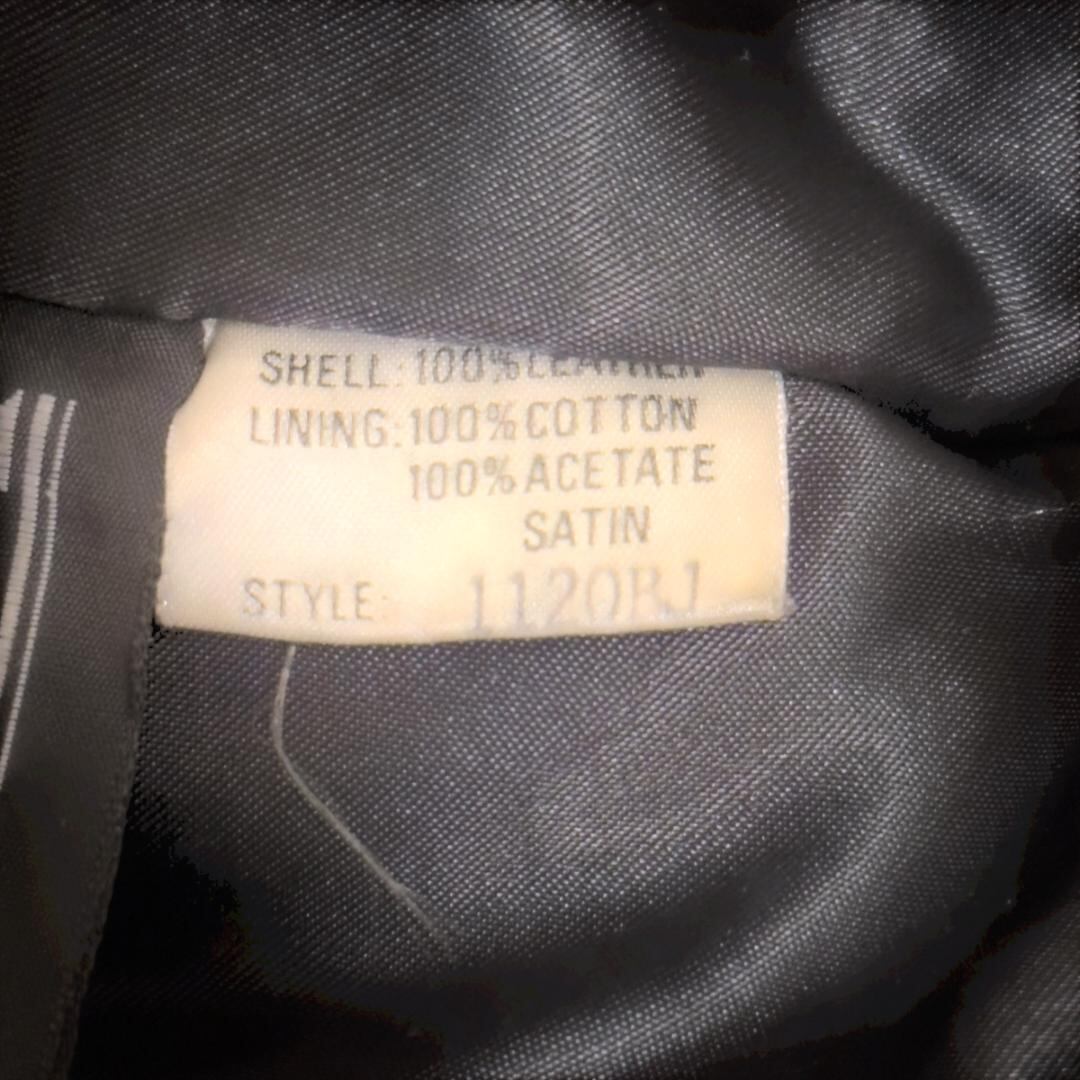 SHELL: 100% LEATHER
LINING: 100% COTTON
100% ACETATE
SATIN
STYLE: 1120BJ